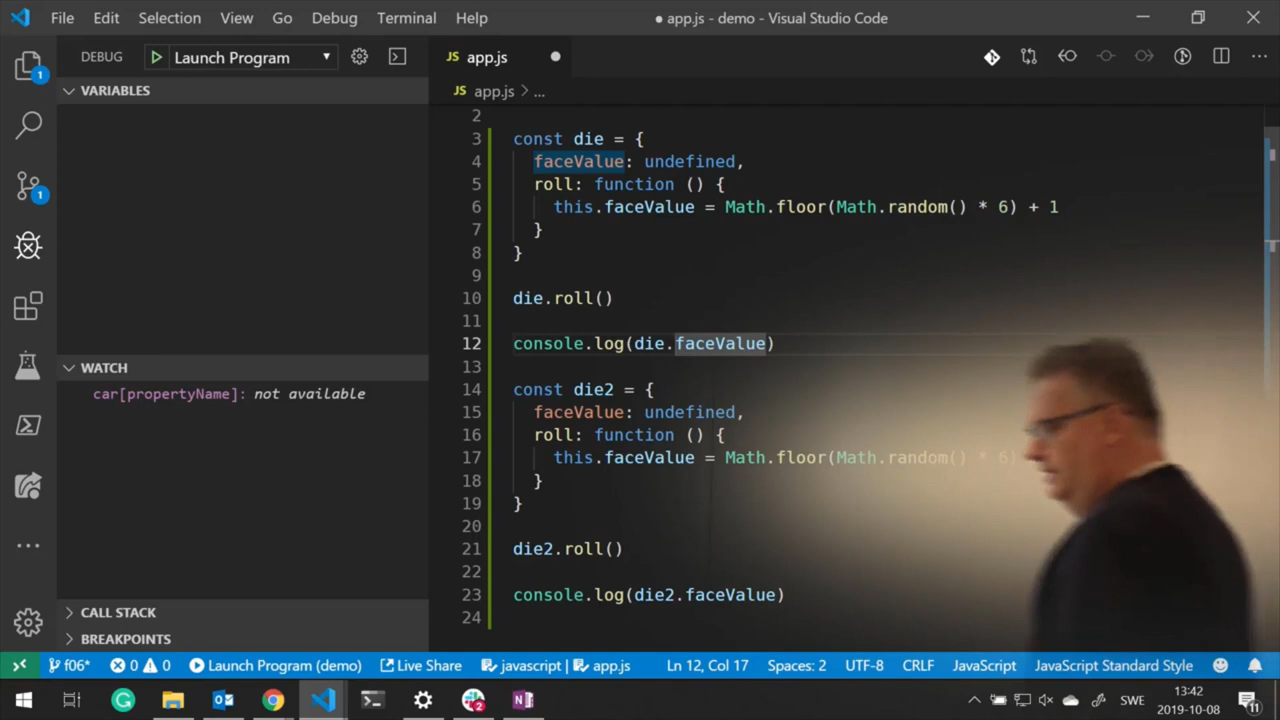 File Edit Selection View Go Debug Terminal Help ● app.js - demo - Visual Studio Code
DEBUG Launch Program
JS app.js
1
VARIABLES
JS app.js > ...
2
3 const die = {
4 faceValue: undefined,
5 roll: function () {
6 this.faceValue = Math.floor(Math.random() * 6) + 1
7 }
8 }
9
10 die.roll()
11
12 console.log(die.faceValue)
13
14 const die2 = {
15 faceValue: undefined,
16 roll: function () {
17 this.faceValue = Math.floor(Math.random() * 6)
18 }
19 }
20
21 die2.roll()
22
23 console.log(die2.faceValue)
24
1
WATCH
car[propertyName]: not available
CALL STACK
BREAKPOINTS
f06* 0 0 Launch Program (demo) Live Share javascript | app.js Ln 12, Col 17 Spaces: 2 UTF-8 CRLF JavaScript JavaScript Standard Style
2 SWE 13:42
2019-10-08 11